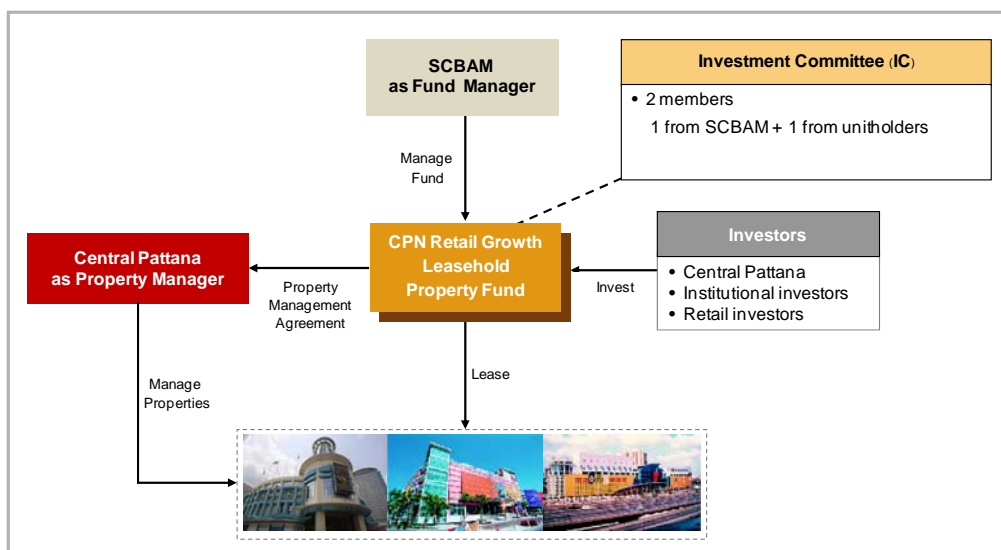 SCBAM
as Fund Manager
Investment Committee (IC)
• 2 members
1 from SCBAM + 1 from unitholders
Manage
Fund
Central Pattana
as Property Manager
CPN Retail Growth
Leasehold
Property Fund
Investors
• Central Pattana
• Institutional investors
• Retail investors
Property
Management
Agreement
Invest
Lease
Manage
Properties